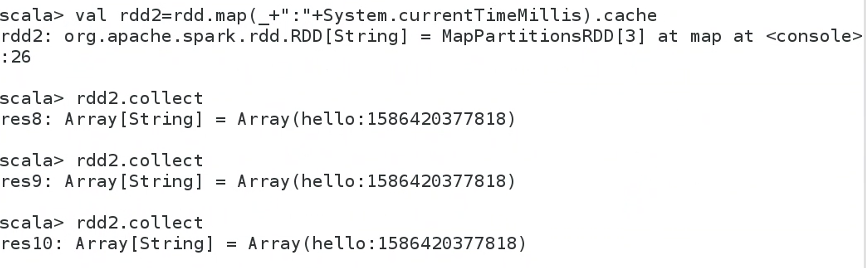 scala> val rdd2=rdd.map(_+":"+System.currentTimeMillis).cache
rdd2: org.apache.spark.rdd.RDD[String] = MapPartitionsRDD[3] at map at <console>
:26
scala> rdd2.collect
res8: Array[String] = Array(hello:1586420377818)
scala> rdd2.collect
res9: Array[String] = Array(hello:1586420377818)
scala> rdd2.collect
res10: Array[String] = Array(hello:1586420377818)